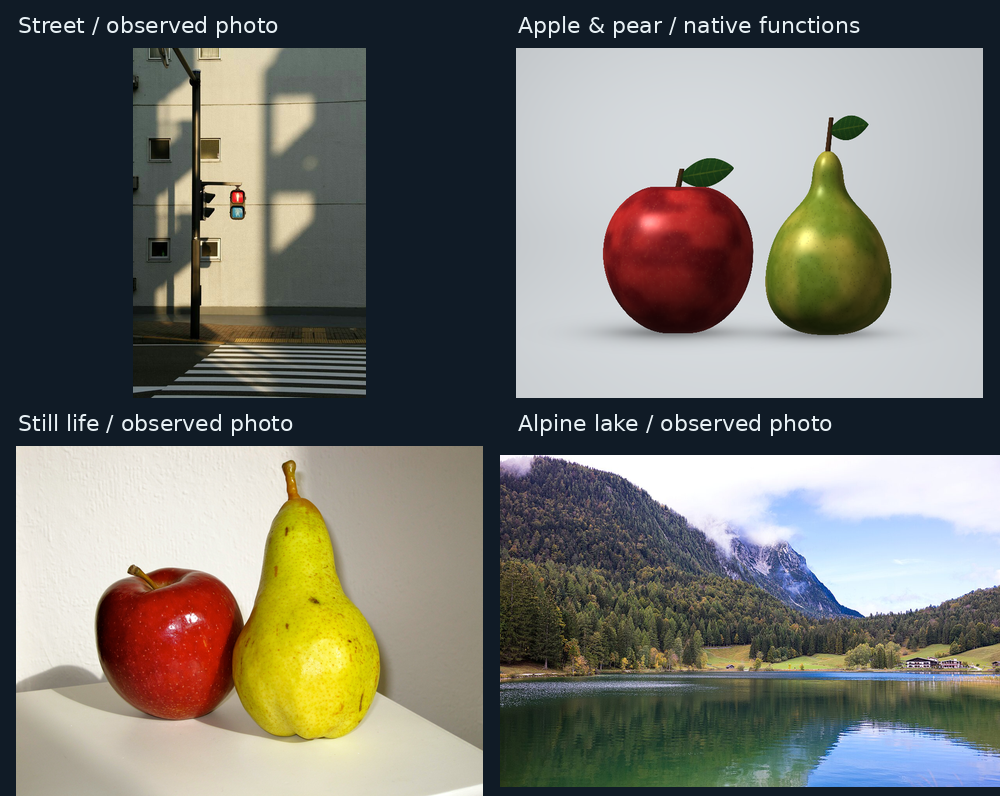 Street / observed photo
Apple & pear / native functions
Still life / observed photo
Alpine lake / observed photo